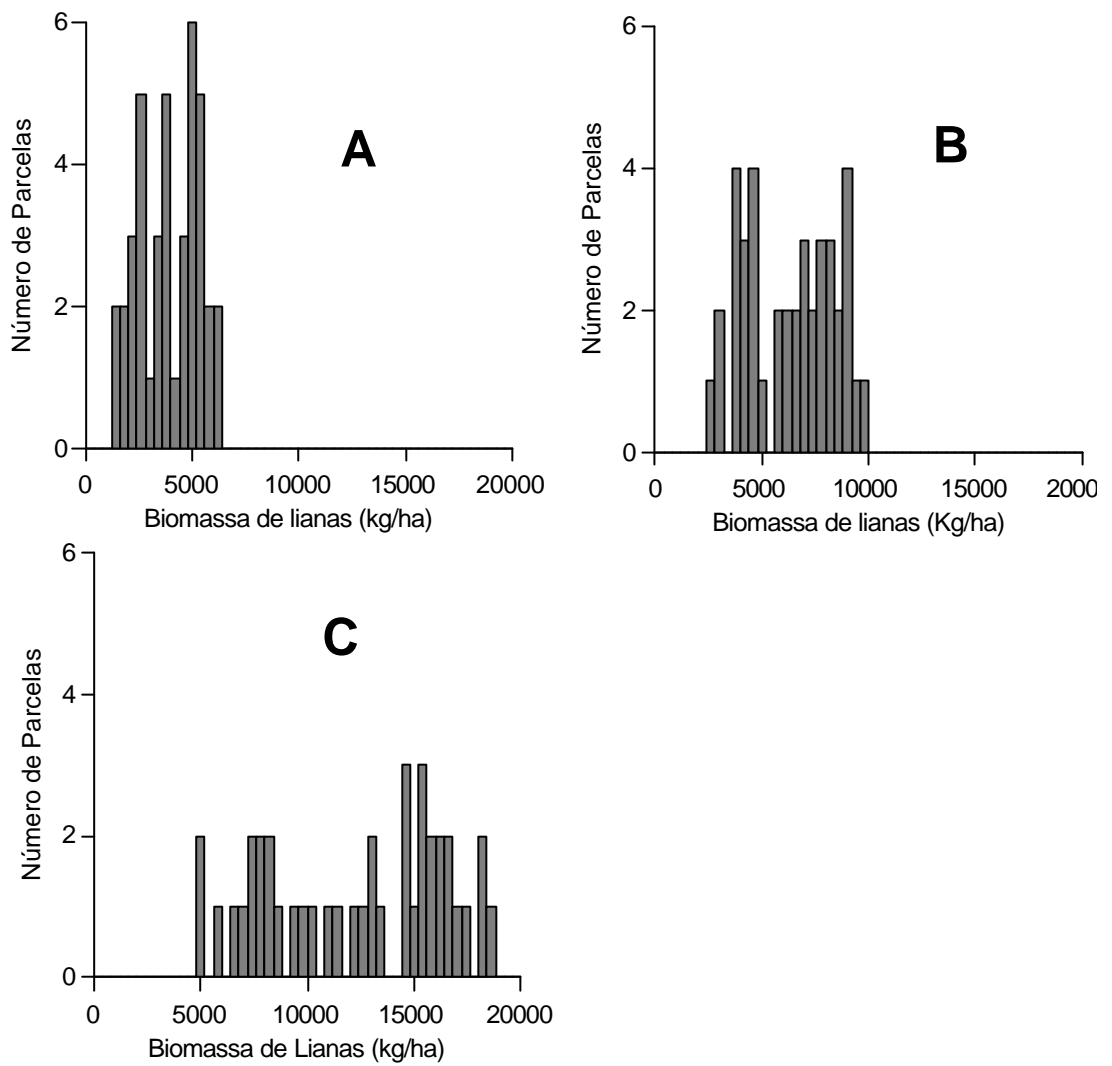 6
4
2
0
Número de Parcelas
A
0 5000 10000 15000 20000
Biomassa de lianas (kg/ha)
6
4
2
0
Número de Parcelas
B
0 5000 10000 15000 2000
Biomassa de lianas (Kg/ha)
6
4
2
0
Número de Parcelas
C
0 5000 10000 15000 20000
Biomassa de Lianas (kg/ha)